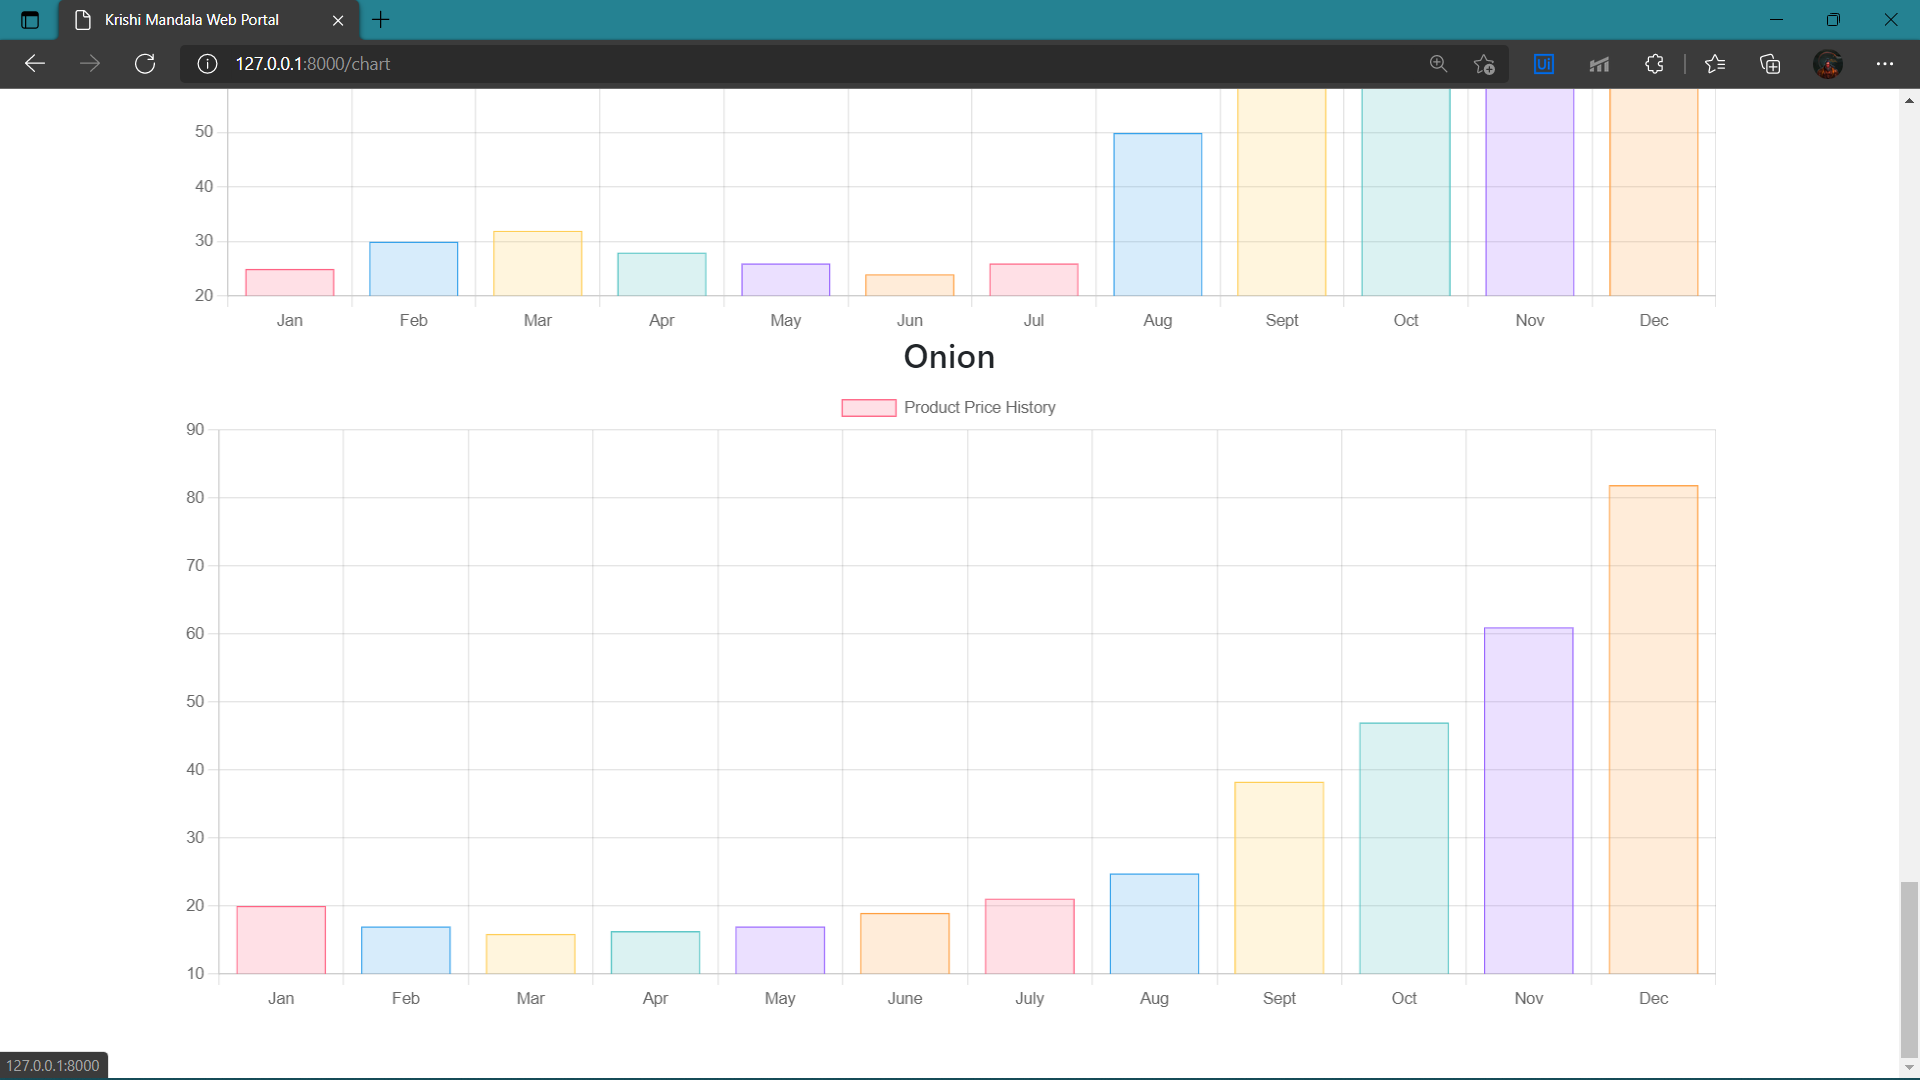 Krishi Mandala Web Portal
127.0.0.1:8000/chart
Ui
50
40
30
20
Jan Feb Mar Apr May Jun Jul Aug Sept Oct Nov Dec
Onion
Product Price History
90
80
70
60
50
40
30
20
10
Jan Feb Mar Apr May June July Aug Sept Oct Nov Dec
127.0.0.1:8000